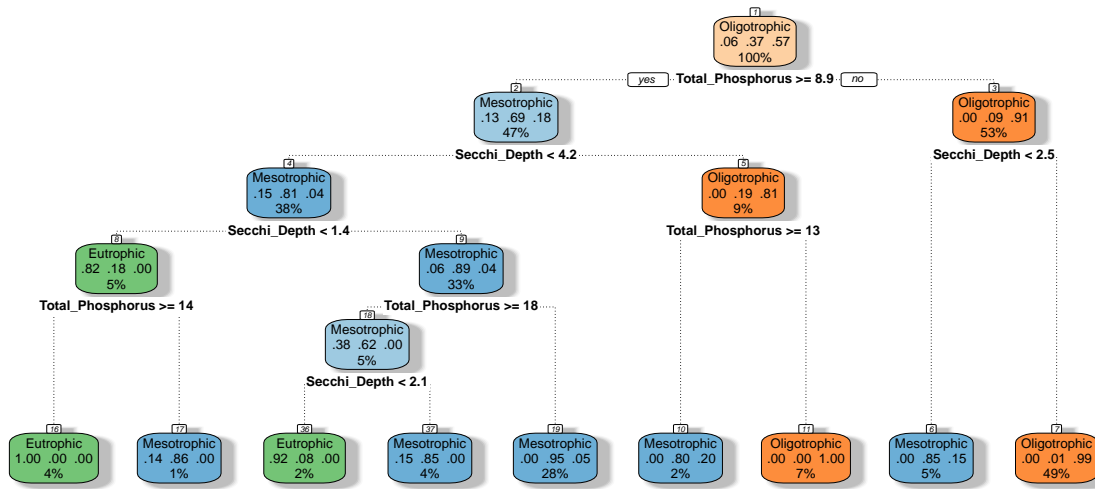 1
Oligotrophic
.06 .37 .57
100%
yes Total_Phosphorus >= 8.9 no
2
Mesotrophic
.13 .69 .18
47%
3
Oligotrophic
.00 .09 .91
53%
Secchi_Depth < 4.2
Secchi_Depth < 2.5
4
Mesotrophic
.15 .81 .04
38%
5
Oligotrophic
.00 .19 .81
9%
Secchi_Depth < 1.4
Total_Phosphorus >= 13
8
Eutrophic
.82 .18 .00
5%
9
Mesotrophic
.06 .89 .04
33%
Total_Phosphorus >= 14
Total_Phosphorus >= 18
18
Mesotrophic
.38 .62 .00
5%
Secchi_Depth < 2.1
16
Eutrophic
1.00 .00 .00
4%
17
Mesotrophic
.14 .86 .00
1%
36
Eutrophic
.92 .08 .00
2%
37
Mesotrophic
.15 .85 .00
4%
19
Mesotrophic
.00 .95 .05
28%
10
Mesotrophic
.00 .80 .20
2%
11
Oligotrophic
.00 .00 1.00
7%
6
Mesotrophic
.00 .85 .15
5%
7
Oligotrophic
.00 .01 .99
49%